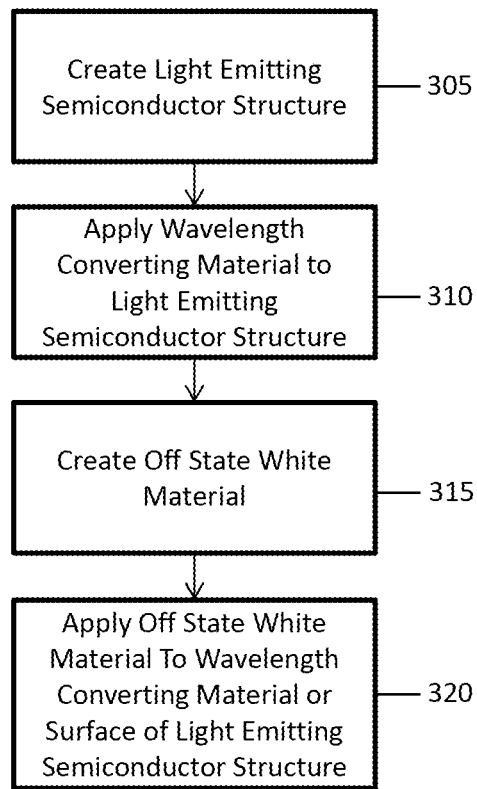 Create Light Emitting
Semiconductor Structure
305
Apply Wavelength
Converting Material to
Light Emitting
Semiconductor Structure
310
Create Off State White
Material
315
Apply Off State White
Material To Wavelength
Converting Material or
Surface of Light Emitting
Semiconductor Structure
320